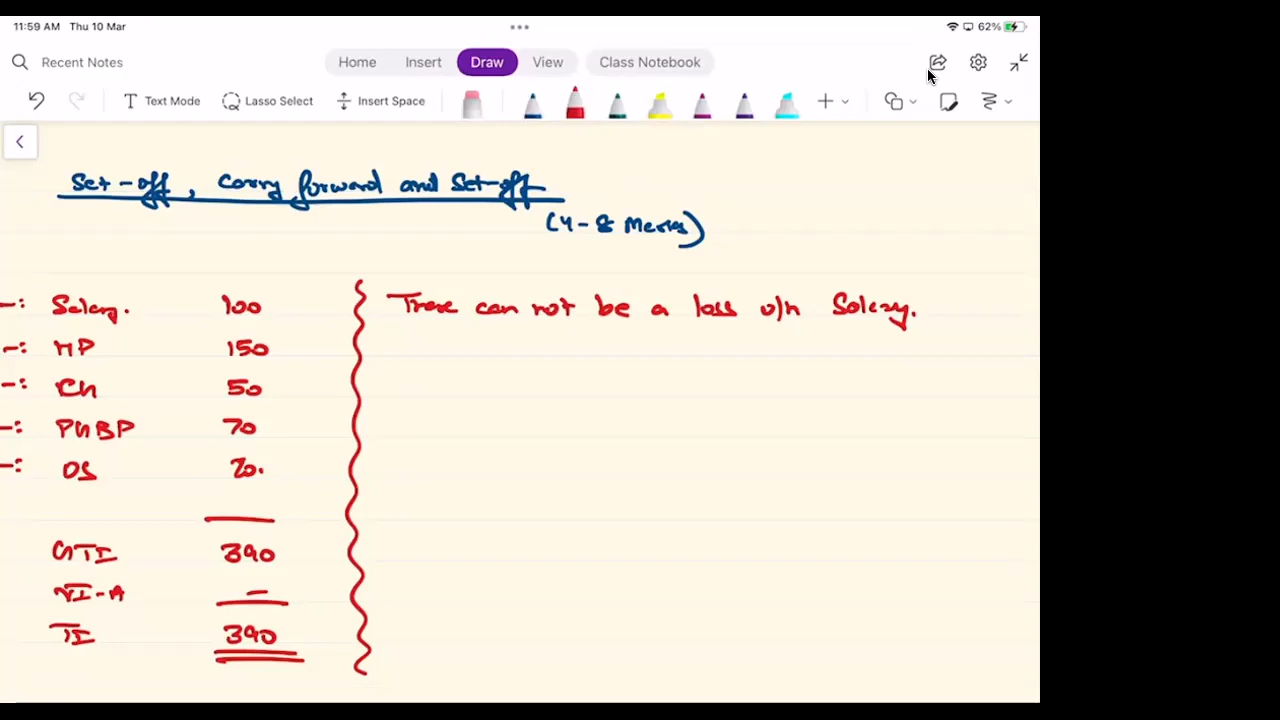 11:59 AM Thu 10 Mar 62%
Recent Notes Home Insert Draw View Class Notebook
Text Mode Lasso Select Insert Space
Set-off, carry forward and Set-off
(4-8 Marks)
-: Salary. 100 There can not be a loss u/h Salary.
-: HP 150
-: CG 50
-: PGBP 70
-: OS 20.
GTI 390
VI-A -
TI 390